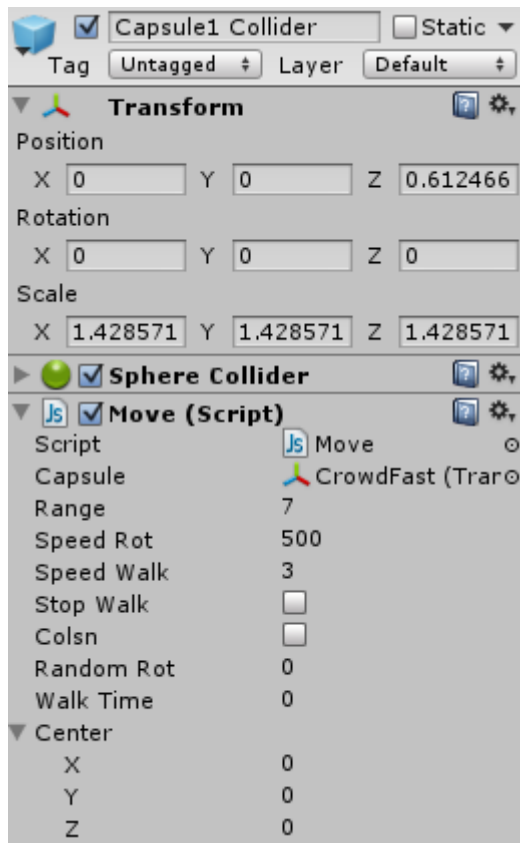 Capsule1 Collider Static
Tag Untagged Layer Default
Transform
Position
X 0 Y 0 Z 0.612466
Rotation
X 0 Y 0 Z 0
Scale
X 1.428571 Y 1.428571 Z 1.428571
Sphere Collider
Js Move (Script)
Script Js Move
Capsule CrowdFast (Trar
Range 7
Speed Rot 500
Speed Walk 3
Stop Walk
Colsn
Random Rot 0
Walk Time 0
Center
X 0
Y 0
Z 0